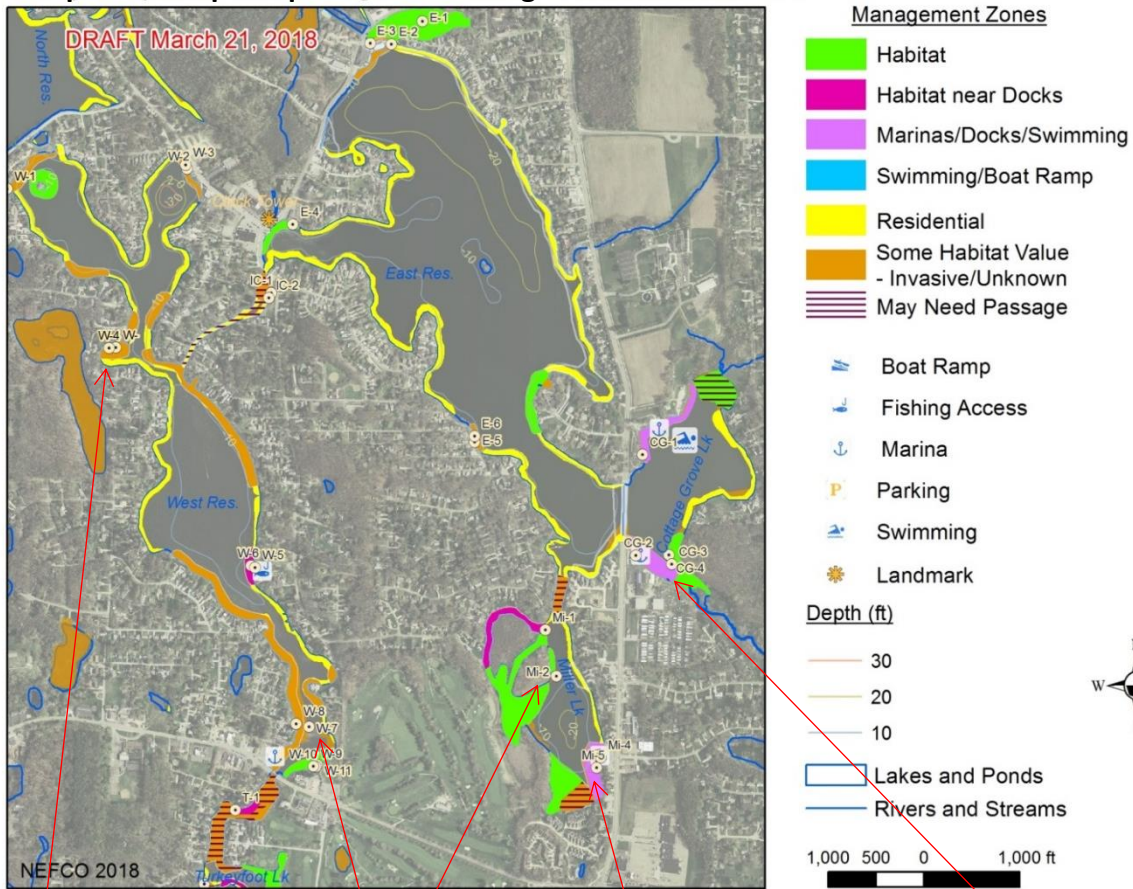 DRAFT March 21, 2018
North Res.
E-1
E-3
E-2
W-2
W-3
W-1
E-4
IC-1
IC-2
East Res.
20
10
W-4
W-
E-6
E-5
CG-1
Cottage Grove Lk
West Res.
W-6
W-5
CG-2
CG-3
CG-4
Mi-1
Mi-2
Miller Lk
20
W-8
W-7
Mi-4
Mi-5
W-10
W-9
W-11
T-1
Turkeyfoot Lk
NEFCO 2018
Management Zones
Habitat
Habitat near Docks
Marinas/Docks/Swimming
Swimming/Boat Ramp
Residential
Some Habitat Value
- Invasive/Unknown
May Need Passage
Boat Ramp
Fishing Access
Marina
P Parking
Swimming
Landmark
Depth (ft)
30
20
10
Lakes and Ponds
Rivers and Streams
W
1,000 500 0 1,000 ft